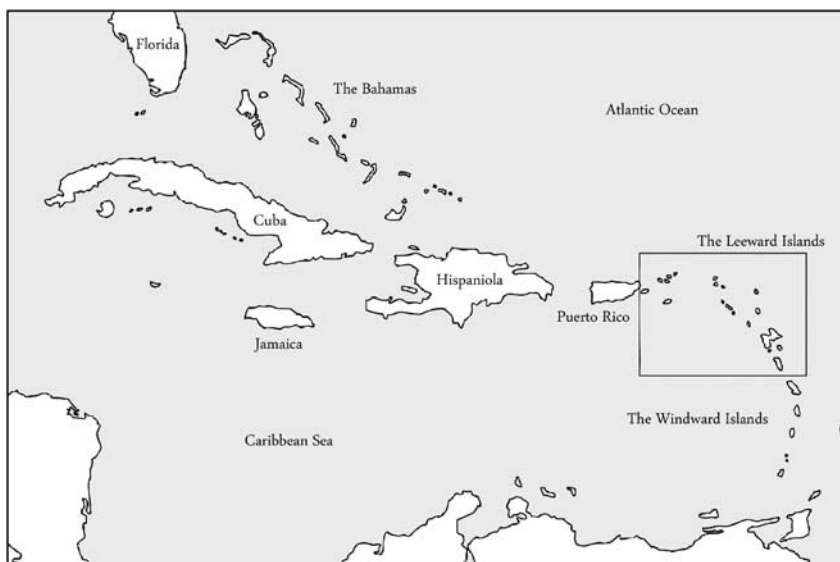 Florida
The Bahamas
Atlantic Ocean
Cuba
The Leeward Islands
Hispaniola
Puerto Rico
Jamaica
The Windward Islands
Caribbean Sea